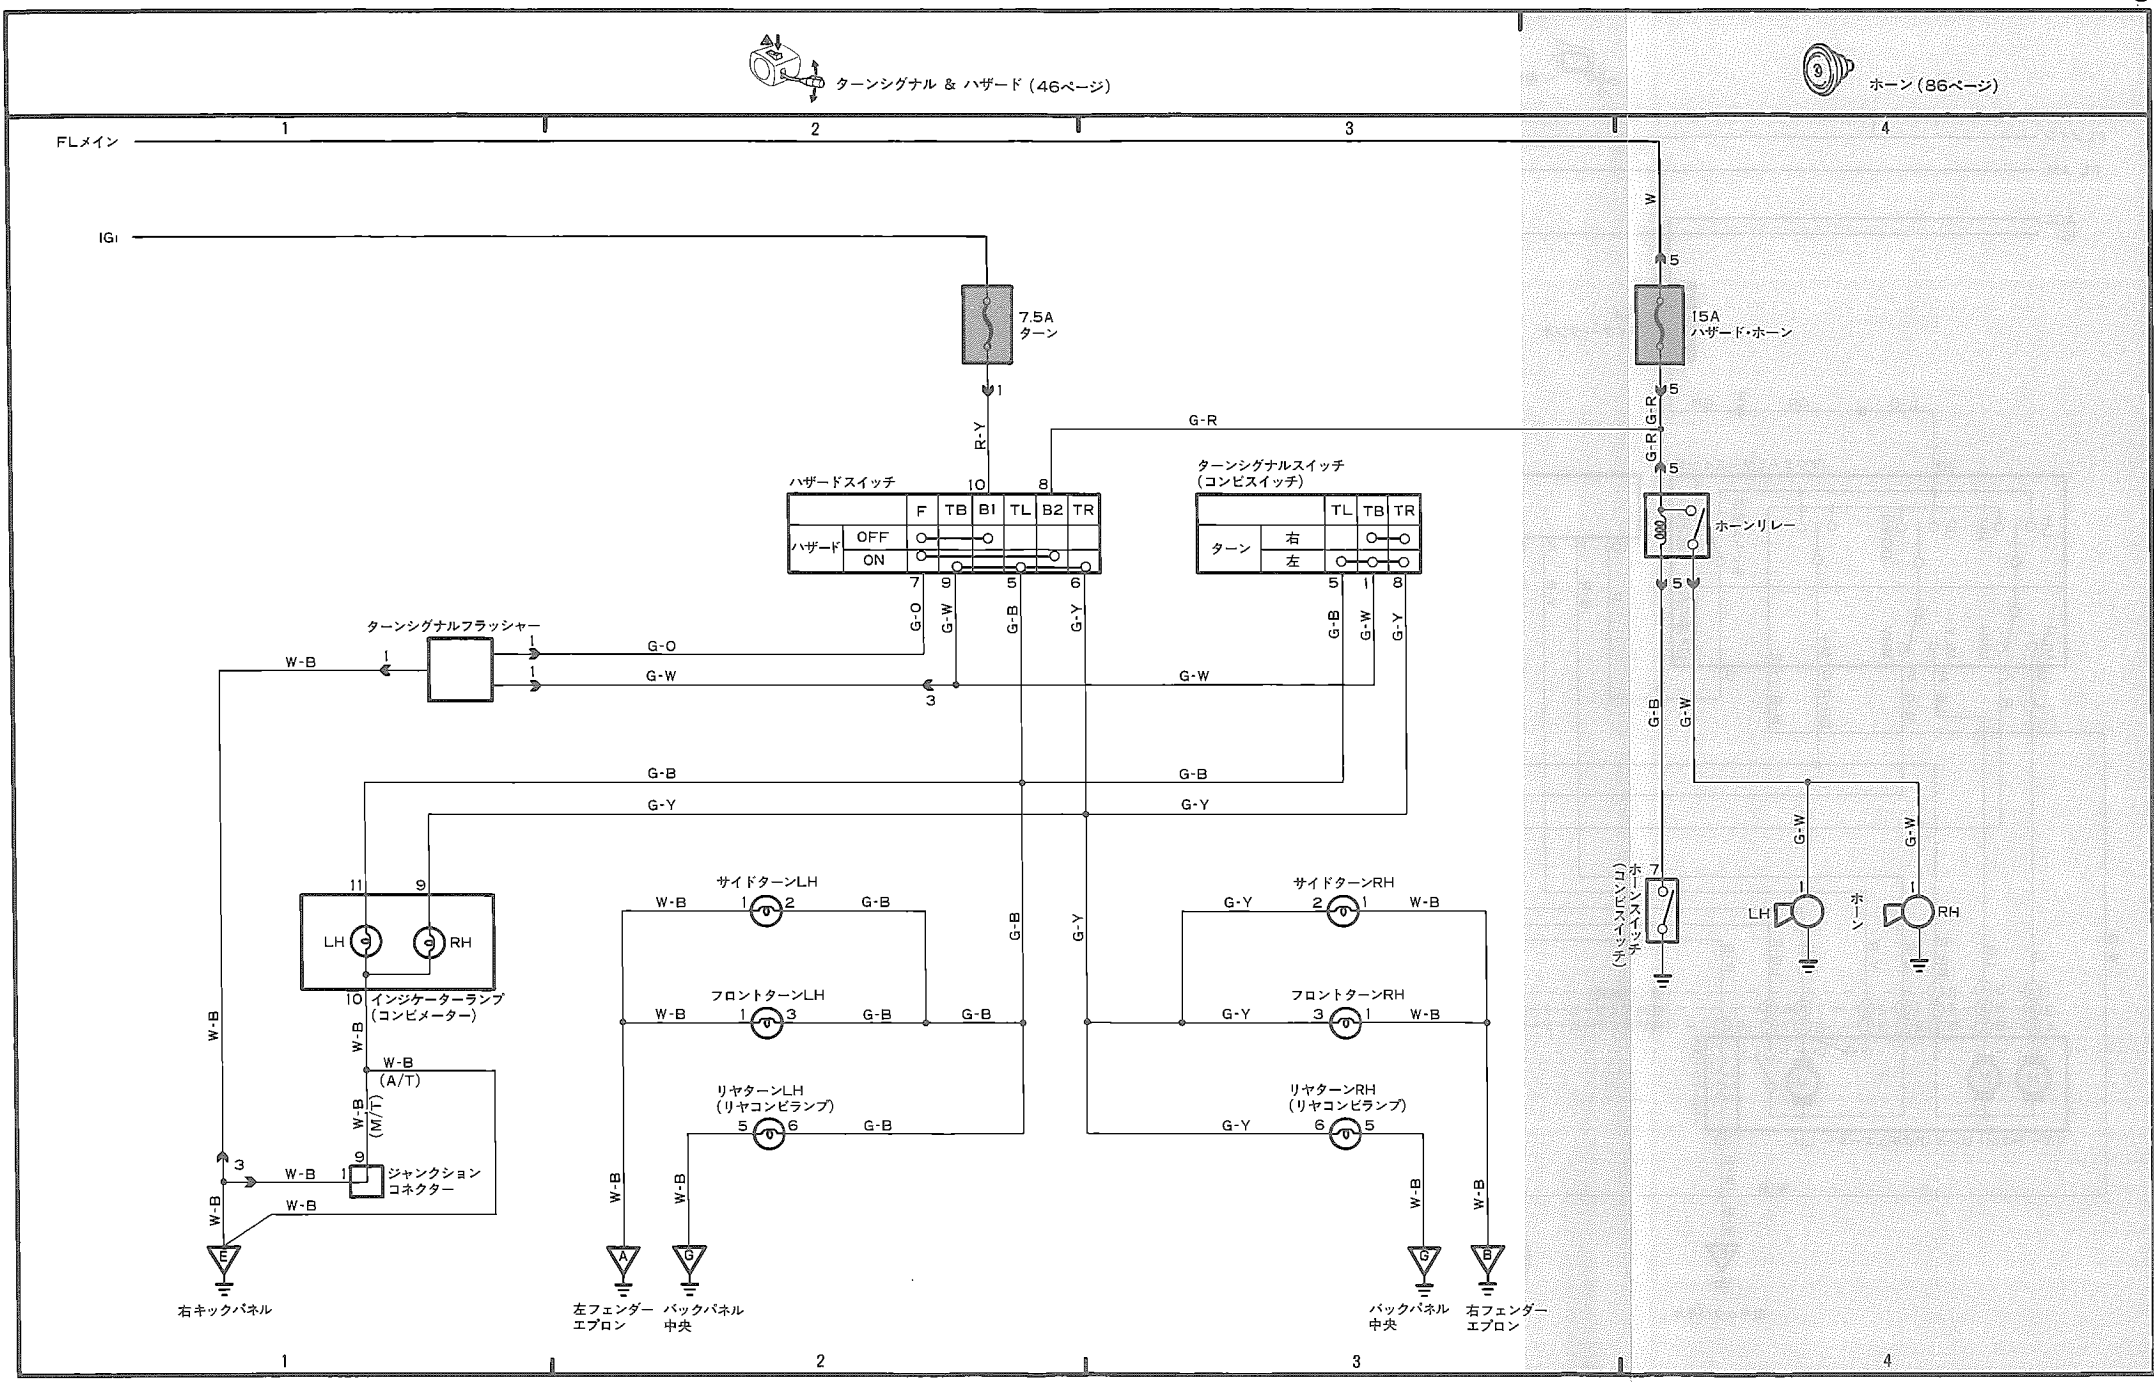 ターンシグナル & ハザード (46ページ)
9
ホーン (86ページ)
1
2
3
4
FLメイン
IG1
W
5
7.5A
ターン
15A
ハザード・ホーン
1
5
R-Y
G-R
G-R
G-R
5
ハザードスイッチ
10
8
ターンシグナルスイッチ
(コンビスイッチ)
F TB B1 TL B2 TR
ハザード
OFF
ON
TL TB TR
ターン
右
左
ホーンリレー
7 9 5 6
5 1 8
5
G-O
G-W
G-B
G-Y
G-B
G-W
G-Y
ターンシグナルフラッシャー
W-B
1
1
G-O
1
G-W
3
G-W
G-B
G-W
G-B
G-B
G-Y
G-Y
11
9
LH
RH
10
インジケーターランプ
(コンビメーター)
サイドターンLH
W-B
1
2
G-B
フロントターンLH
W-B
1
3
G-B
G-B
リヤターンLH
(リヤコンビランプ)
5
6
G-B
G-B
G-Y
サイドターンRH
G-Y
2
1
W-B
フロントターンRH
G-Y
3
1
W-B
リヤターンRH
(リヤコンビランプ)
G-Y
6
5
7
ホーンスイッチ
(コンビスイッチ)
G-W
G-W
1
1
LH
ホーン
RH
W-B
W-B
W-B
(A/T)
W-B
(M/T)
3
W-B
1
9
ジャンクション
コネクター
W-B
W-B
W-B
W-B
W-B
W-B
E
A
G
G
B
右キックパネル
左フェンダー
エプロン
バックパネル
中央
バックパネル
中央
右フェンダー
エプロン
1
2
3
4